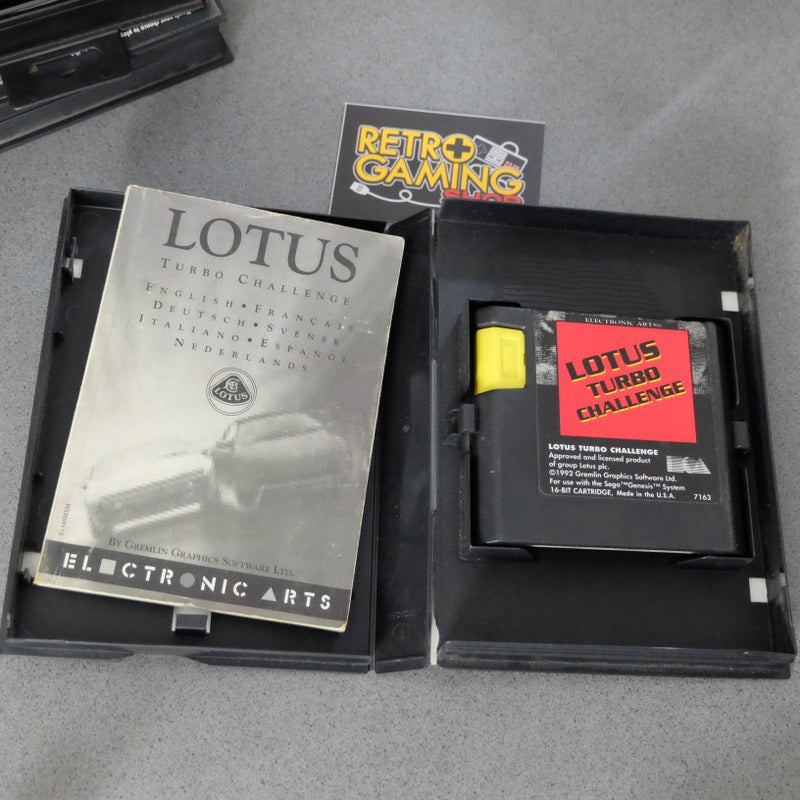 RETRO
GAMING
SHOP
LOTUS
TURBO CHALLENGE
ENGLISH • FRANÇAIS
DEUTSCH • SVENSK
ITALIANO • ESPAÑOL
NEDERLANDS
LOTUS
BY GREMLIN GRAPHICS SOFTWARE LTD.
ELECTRONIC ARTS
ELECTRONIC ARTS®
LOTUS
TURBO
CHALLENGE
LOTUS TURBO CHALLENGE
Approved and licensed product
of group Lotus plc.
©1992 Gremlin Graphics Software Ltd.
For use with the Sega™Genesis™ System
16-BIT CARTRIDGE, Made in the U.S.A.
7163
EA